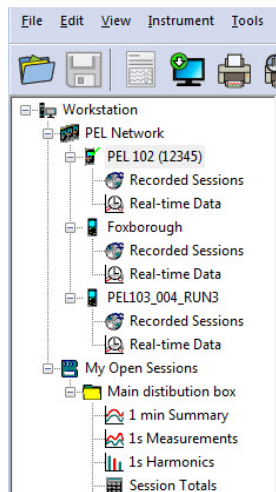 File Edit View Instrument Tools
Workstation
PEL Network
PEL 102 (12345)
Recorded Sessions
Real-time Data
Foxborough
Recorded Sessions
Real-time Data
PEL103_004_RUN3
Recorded Sessions
Real-time Data
My Open Sessions
Main distibution box
1 min Summary
1s Measurements
1s Harmonics
Session Totals